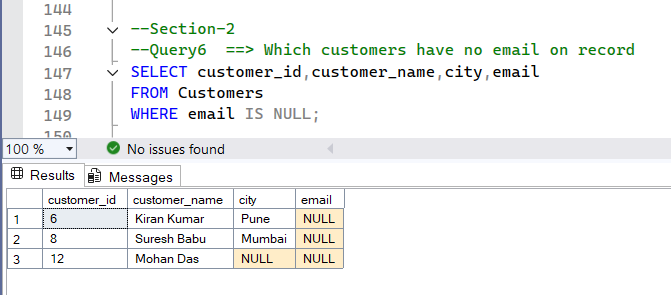 144
145 --Section-2
146 --Query6 ==> Which customers have no email on record
147 SELECT customer_id,customer_name,city,email
148 FROM Customers
149 WHERE email IS NULL;
150
100 % No issues found
Results Messages
customer_id customer_name city email
1 6 Kiran Kumar Pune NULL
2 8 Suresh Babu Mumbai NULL
3 12 Mohan Das NULL NULL